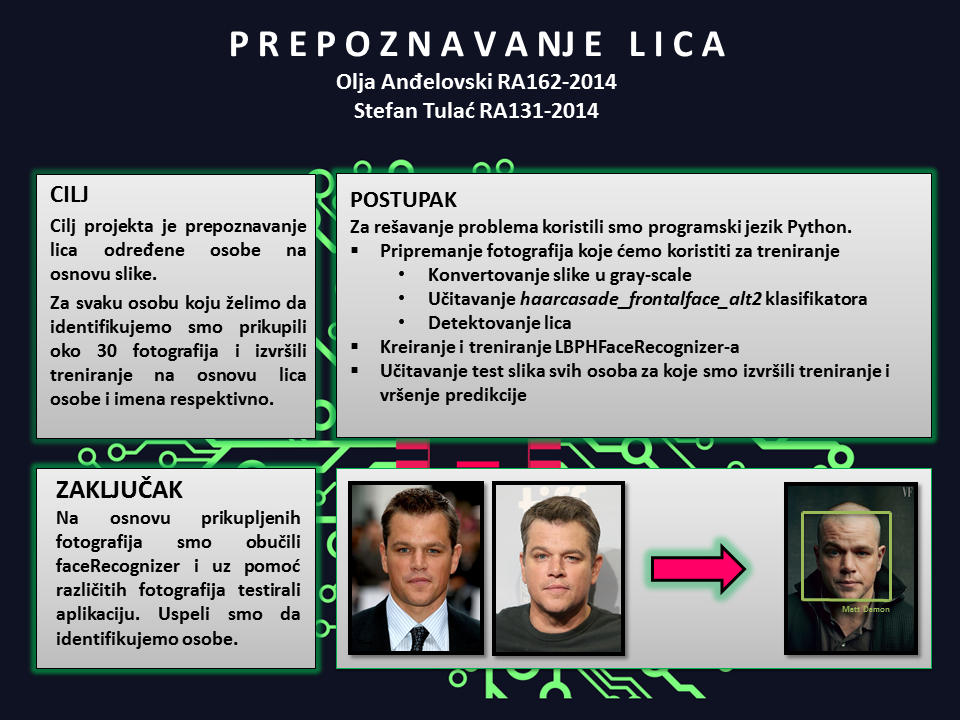 PREPOZNAVANJE LICA
Olja Anđelovski RA162-2014
Stefan Tulać RA131-2014
CILJ
Cilj projekta je prepoznavanje
lica određene osobe na
osnovu slike.
Za svaku osobu koju želimo da
identifikujemo smo prikupili
oko 30 fotografija i izvršili
treniranje na osnovu lica
osobe i imena respektivno.
POSTUPAK
Za rešavanje problema koristili smo programski jezik Python.
▪ Pripremanje fotografija koje ćemo koristiti za treniranje
• Konvertovanje slike u gray-scale
• Učitavanje haarcasade_frontalface_alt2 klasifikatora
• Detektovanje lica
▪ Kreiranje i treniranje LBPHFaceRecognizer-a
▪ Učitavanje test slika svih osoba za koje smo izvršili treniranje i
vršenje predikcije
ZAKLJUČAK
Na osnovu prikupljenih
fotografija smo obučili
faceRecognizer i uz pomoć
različitih fotografija testirali
aplikaciju. Uspeli smo da
identifikujemo osobe.
VF
Matt Damon